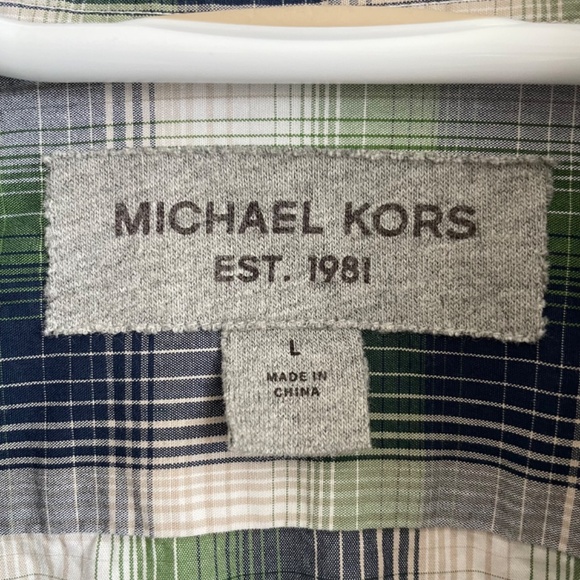 MICHAEL KORS
EST. 1981
L
MADE IN
CHINA